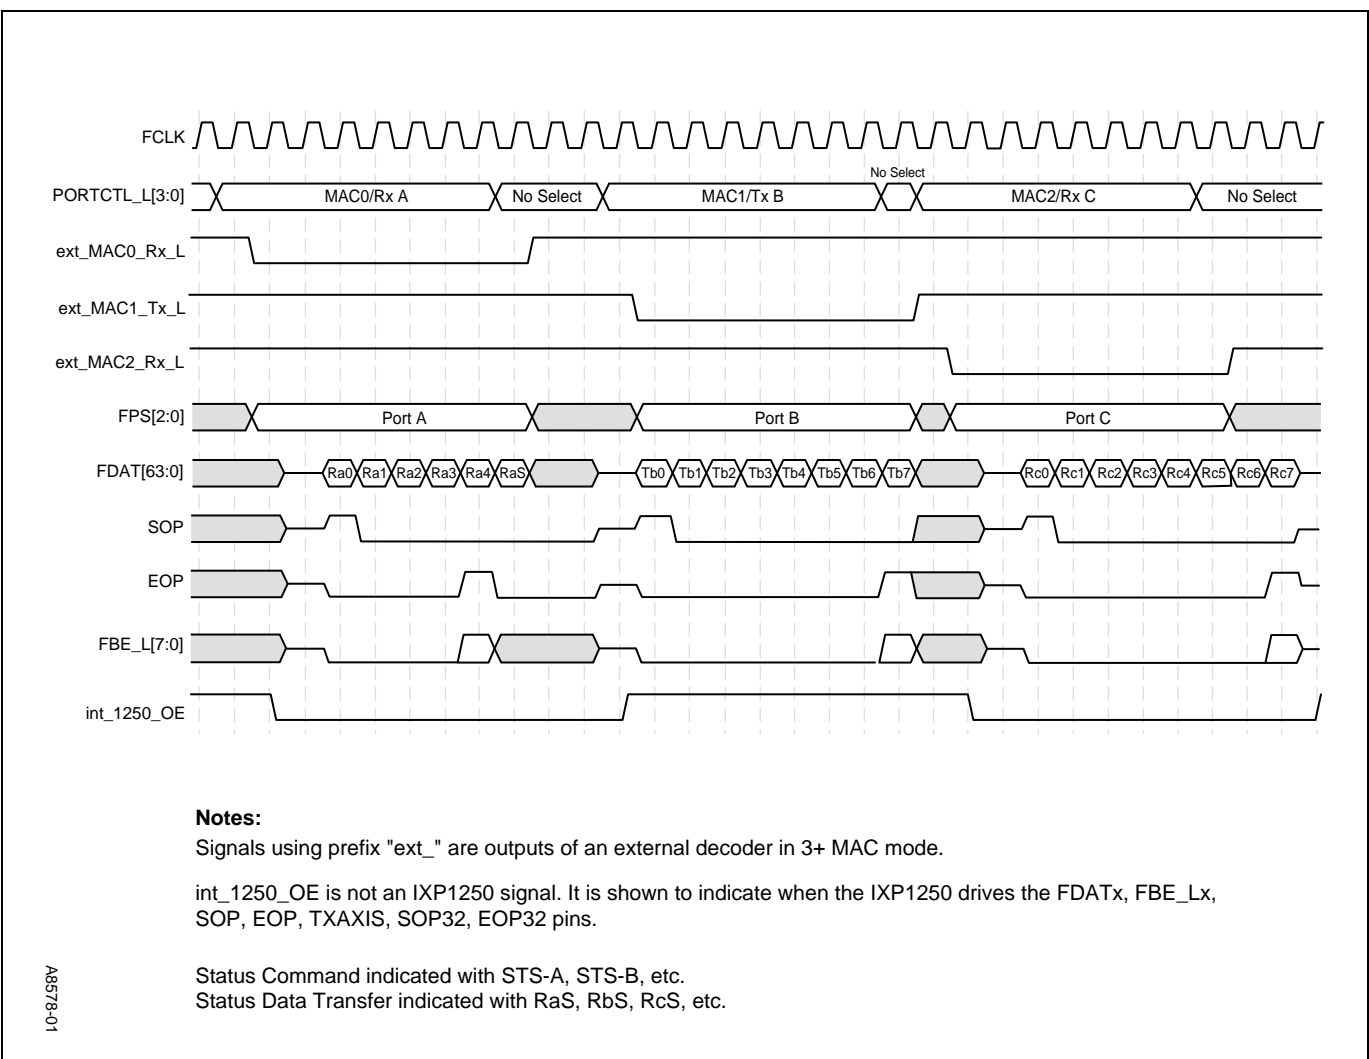 FCLK
No Select
PORTCTL_L[3:0] MAC0/Rx A No Select MAC1/Tx B MAC2/Rx C No Select
ext_MAC0_Rx_L
ext_MAC1_Tx_L
ext_MAC2_Rx_L
FPS[2:0] Port A Port B Port C
FDAT[63:0] Ra0 Ra1 Ra2 Ra3 Ra4 RaS Tb0 Tb1 Tb2 Tb3 Tb4 Tb5 Tb6 Tb7 Rc0 Rc1 Rc2 Rc3 Rc4 Rc5 Rc6 Rc7
SOP
EOP
FBE_L[7:0]
int_1250_OE
Notes:
Signals using prefix "ext_" are outputs of an external decoder in 3+ MAC mode.
int_1250_OE is not an IXP1250 signal. It is shown to indicate when the IXP1250 drives the FDATx, FBE_Lx,
SOP, EOP, TXAXIS, SOP32, EOP32 pins.
Status Command indicated with STS-A, STS-B, etc.
Status Data Transfer indicated with RaS, RbS, RcS, etc.
A8578-01